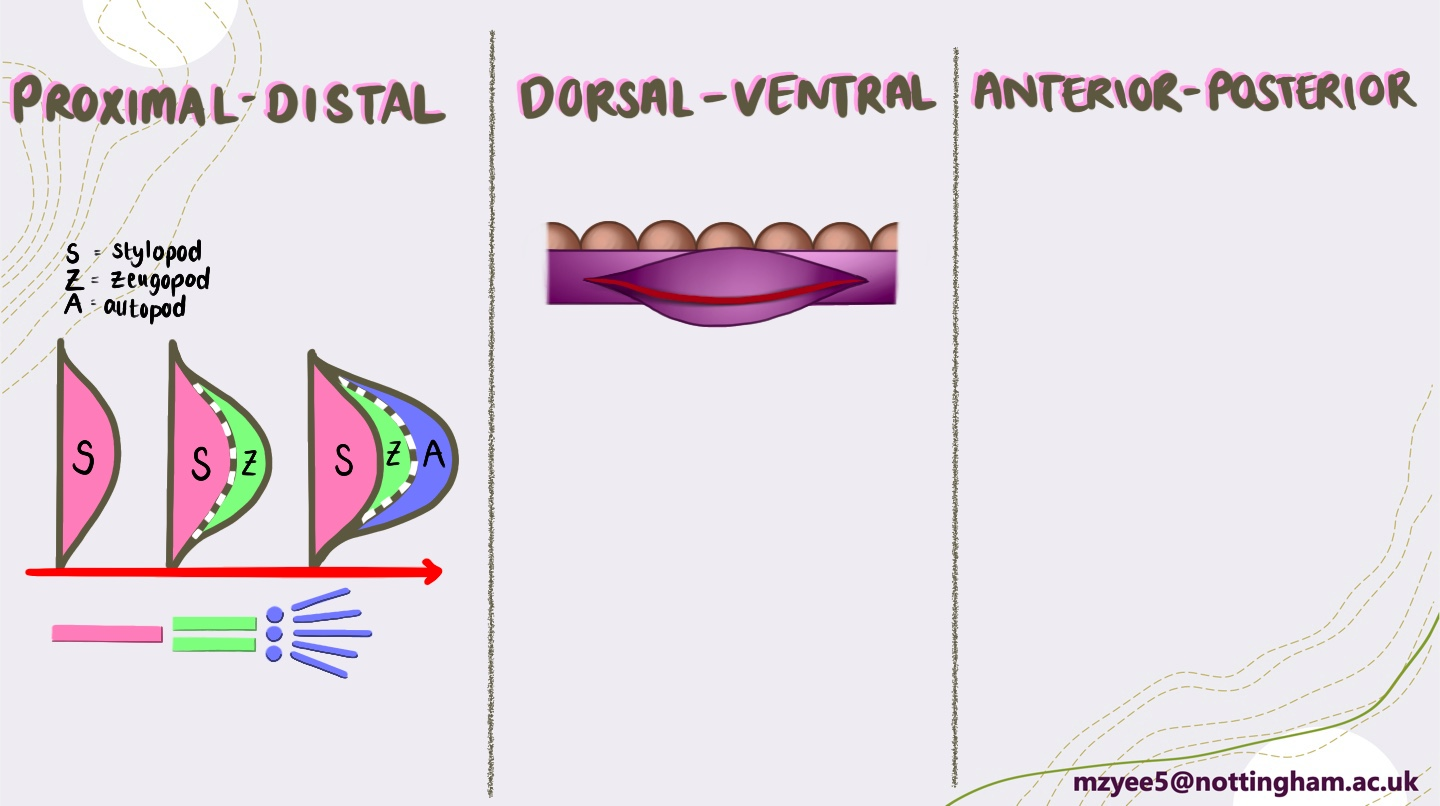 PROXIMAL-DISTAL
DORSAL-VENTRAL
ANTERIOR-POSTERIOR
S = stylopod
Z = zeugopod
A = autopod
S
S Z
S Z A
mzyee5@nottingham.ac.uk